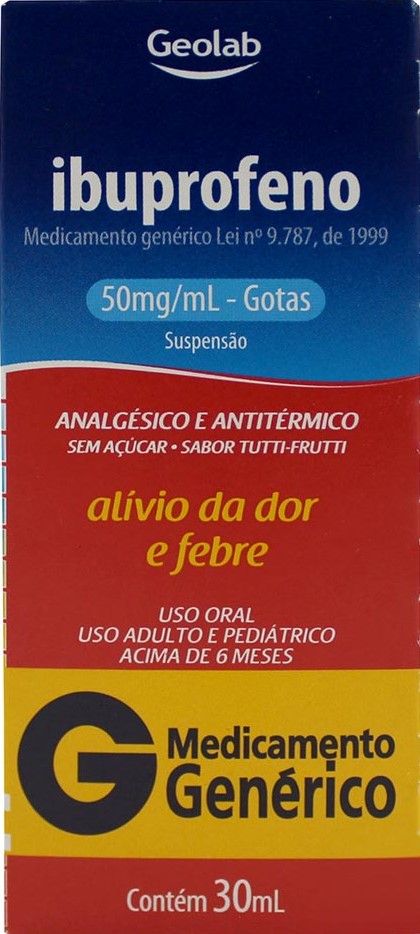 Geolab
ibuprofeno
Medicamento genérico Lei nº 9.787, de 1999
50mg/mL - Gotas
Suspensão
ANALGÉSICO E ANTITÉRMICO
SEM AÇÚCAR • SABOR TUTTI-FRUTTI
alívio da dor
e febre
USO ORAL
USO ADULTO E PEDIÁTRICO
ACIMA DE 6 MESES
G Medicamento
Genérico
Contém 30mL